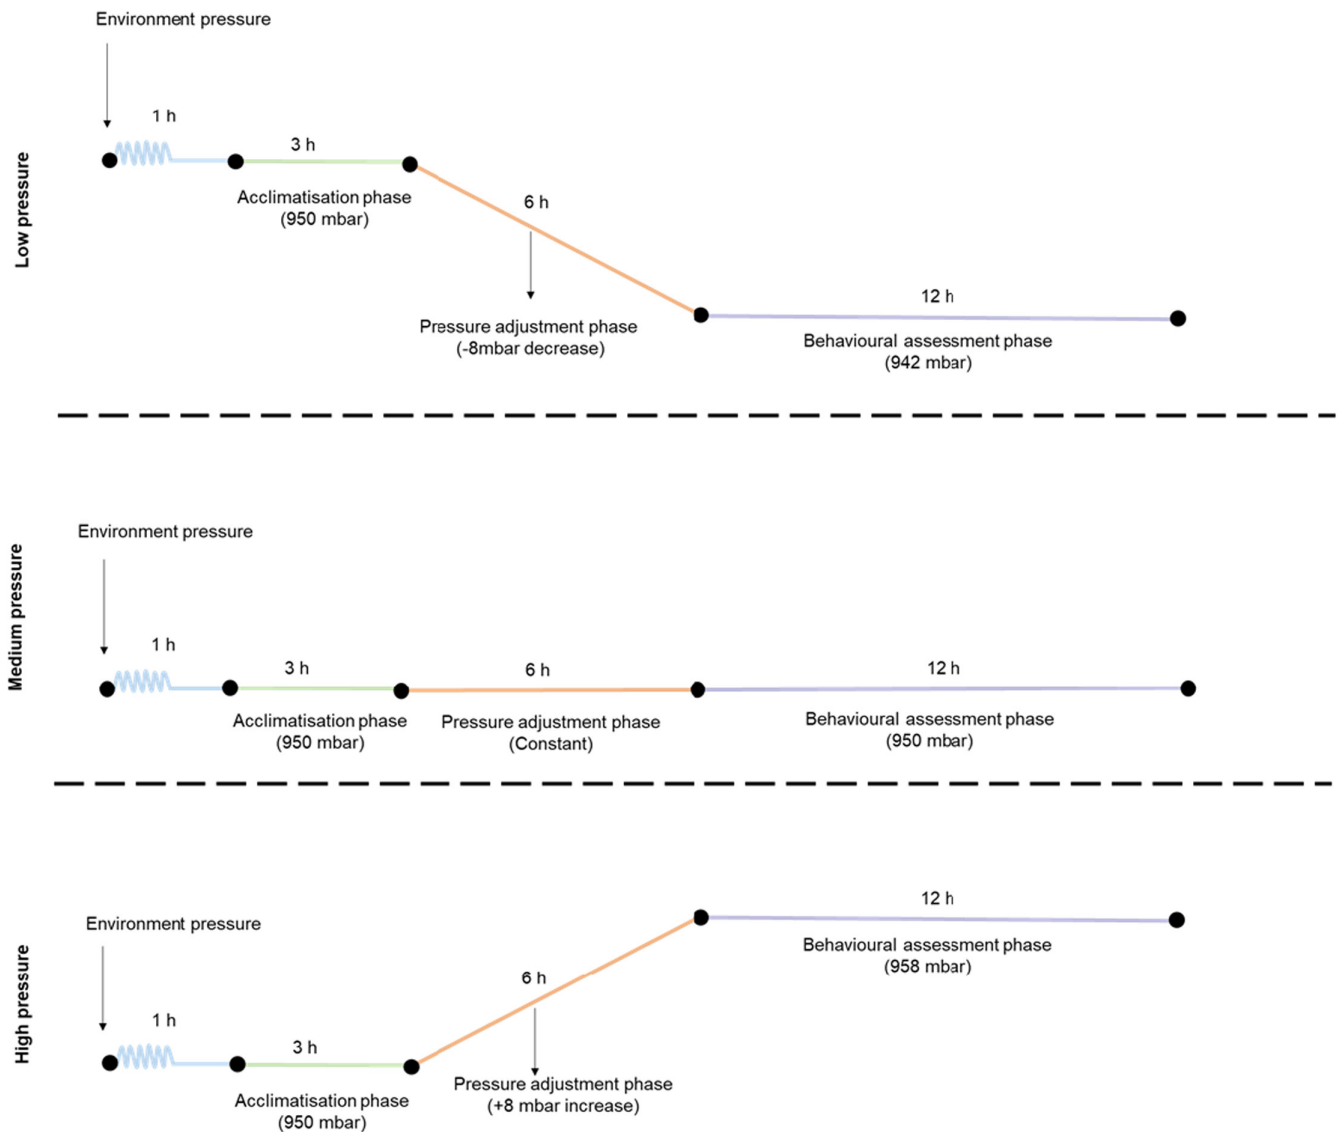 Environment pressure
1 h
3 h
Acclimatisation phase
(950 mbar)
6 h
Pressure adjustment phase
(-8mbar decrease)
12 h
Behavioural assessment phase
(942 mbar)
Low pressure
Environment pressure
1 h
3 h
Acclimatisation phase
(950 mbar)
6 h
Pressure adjustment phase
(Constant)
12 h
Behavioural assessment phase
(950 mbar)
Medium pressure
Environment pressure
1 h
3 h
Acclimatisation phase
(950 mbar)
6 h
Pressure adjustment phase
(+8 mbar increase)
12 h
Behavioural assessment phase
(958 mbar)
High pressure